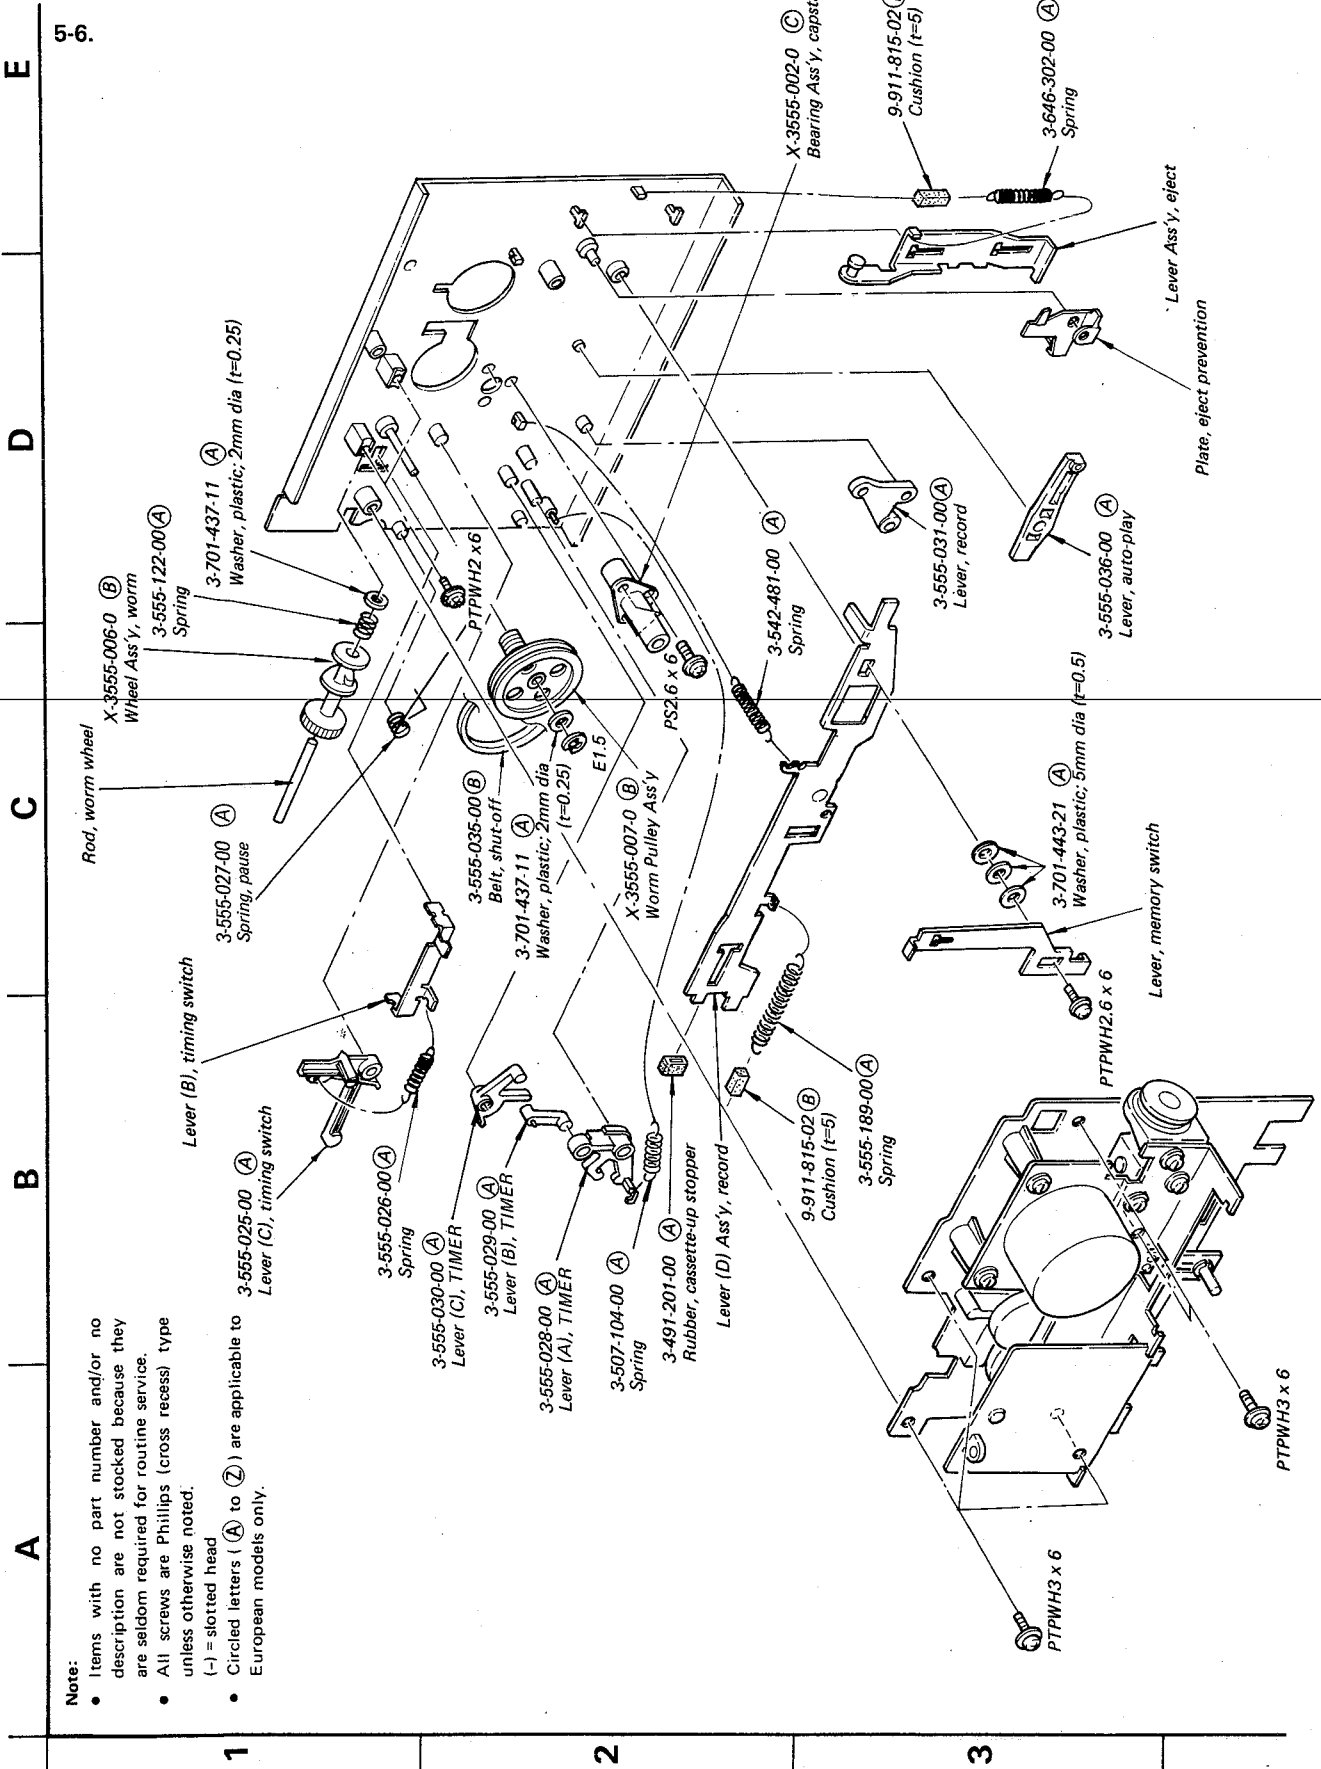 5-6.
A
B
C
D
E
1
2
3
Note:
• Items with no part number and/or no
description are not stocked because they
are seldom required for routine service.
• All screws are Phillips (cross recess) type
unless otherwise noted.
(−) = slotted head
• Circled letters (Ⓐ to Ⓩ) are applicable to
European models only.
Rod, worm wheel
X-3555-006-0 Ⓑ
Wheel Ass'y, worm
3-555-122-00 Ⓐ
Spring
3-701-437-11 Ⓐ
Washer, plastic; 2mm dia (t=0.25)
3-555-027-00 Ⓐ
Spring, pause
PTPWH2 x 6
Lever (B), timing switch
3-555-025-00 Ⓐ
Lever (C), timing switch
3-555-026-00 Ⓐ
Spring
3-555-035-00 Ⓑ
Belt, shut-off
3-701-437-11 Ⓐ
Washer, plastic; 2mm dia
(t=0.25)
E1.5
X-3555-007-0 Ⓑ
Worm Pulley Ass'y
PS2.6 x 6
3-555-030-00 Ⓐ
Lever (C), TIMER
3-555-029-00 Ⓐ
Lever (B), TIMER
3-555-028-00 Ⓐ
Lever (A), TIMER
3-507-104-00 Ⓐ
Spring
3-491-201-00 Ⓐ
Rubber, cassette-up stopper
Lever (D) Ass'y, record
9-911-815-02 Ⓑ
Cushion (t=5)
3-555-189-00 Ⓐ
Spring
3-542-481-00 Ⓐ
Spring
X-3555-002-0 Ⓒ
Bearing Ass'y, capst
9-911-815-02
Cushion (t=5)
3-646-302-00 Ⓐ
Spring
Lever Ass'y, eject
Plate, eject prevention
3-555-031-00 Ⓐ
Lever, record
3-555-036-00 Ⓐ
Lever, auto-play
3-701-443-21 Ⓐ
Washer, plastic; 5mm dia (t=0.5)
Lever, memory switch
PTPWH2.6 x 6
PTPWH3 x 6
PTPWH3 x 6